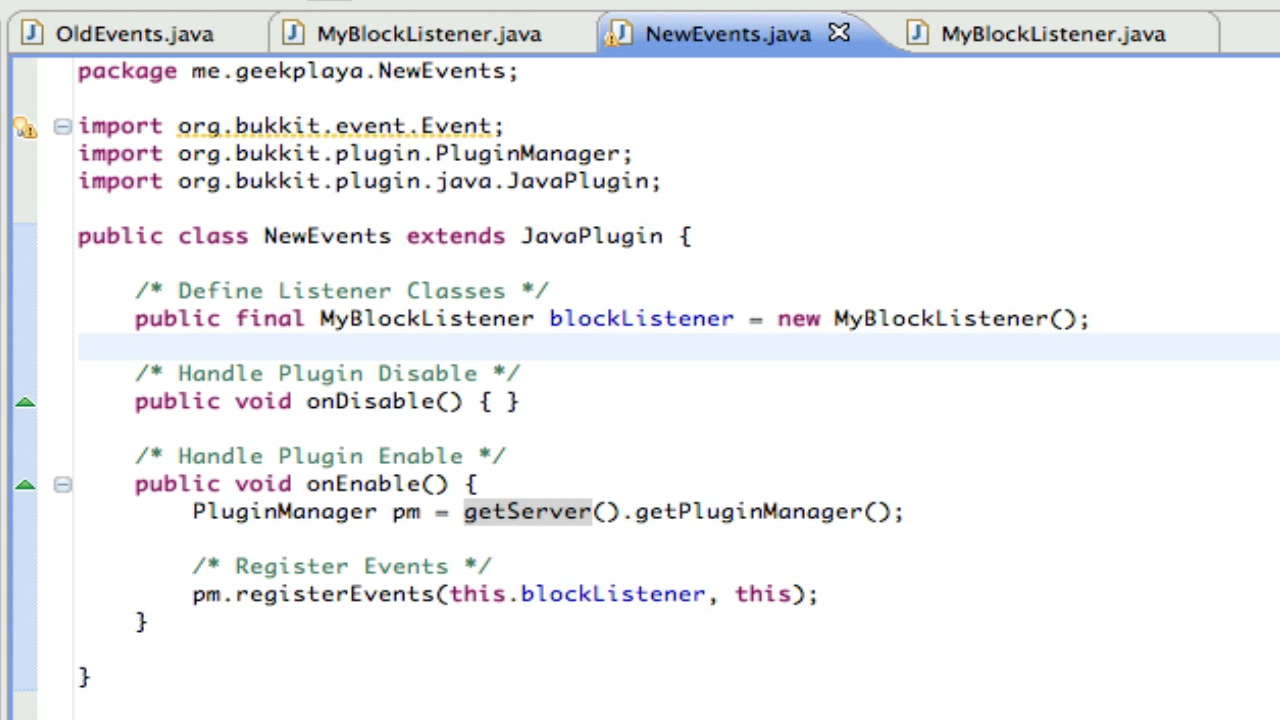 OldEvents.java MyBlockListener.java NewEvents.java MyBlockListener.java
package me.geekplaya.NewEvents;
import org.bukkit.event.Event;
import org.bukkit.plugin.PluginManager;
import org.bukkit.plugin.java.JavaPlugin;
public class NewEvents extends JavaPlugin {
/* Define Listener Classes */
public final MyBlockListener blockListener = new MyBlockListener();
/* Handle Plugin Disable */
public void onDisable() { }
/* Handle Plugin Enable */
public void onEnable() {
PluginManager pm = getServer().getPluginManager();
/* Register Events */
pm.registerEvents(this.blockListener, this);
}
}